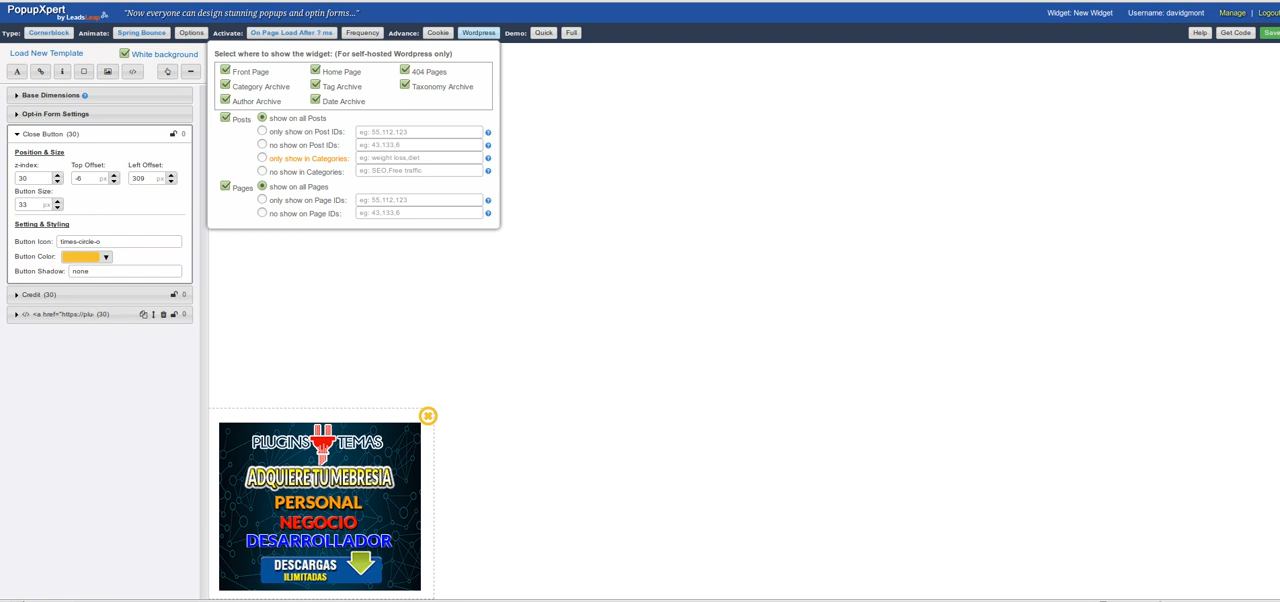 PopupXpert
by LeadsLeap
"Now everyone can design stunning popups and optin forms..."
Widget: New Widget
Username: davidgmont
Manage | Logout
Type: Cornerblock Animate: Spring Bounce Options Activate: On Page Load After ? ms Frequency Advance: Cookie Wordpress Demo: Quick Full
Help Get Code Save
Load New Template
White background
A
i
</>
Base Dimensions
Opt-in Form Settings
Close Button (30) 0
Position & Size
z-index: Top Offset: Left Offset:
30 -6 px 309 px
Button Size:
33 px
Setting & Styling
Button Icon: times-circle-o
Button Color:
Button Shadow: none
Credit (30) 0
</> <a href="https://plu (30) 0
Select where to show the widget: (For self-hosted Wordpress only)
Front Page Home Page 404 Pages
Category Archive Tag Archive Taxonomy Archive
Author Archive Date Archive
Posts show on all Posts
only show on Post IDs: eg: 55,112,123
no show on Post IDs: eg: 43,133,6
only show in Categories: eg: weight loss,diet
no show in Categories: eg: SEO,Free traffic
Pages show on all Pages
only show on Page IDs: eg: 55,112,123
no show on Page IDs: eg: 43,133,6
PLUGINS TEMAS
ADQUIERE TU MEBRESIA
PERSONAL
NEGOCIO
DESARROLLADOR
DESCARGAS
ILIMITADAS